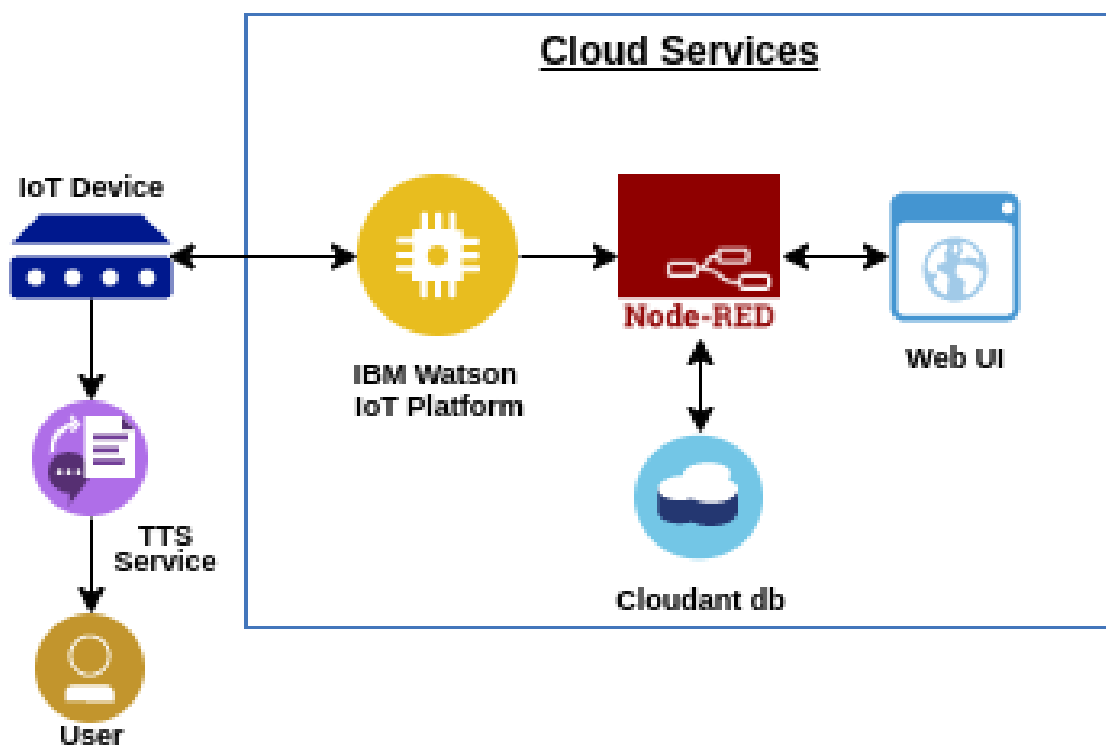 Cloud Services
IoT Device
Node-RED
IBM Watson
IoT Platform
Web UI
TTS
Service
Cloudant db
User